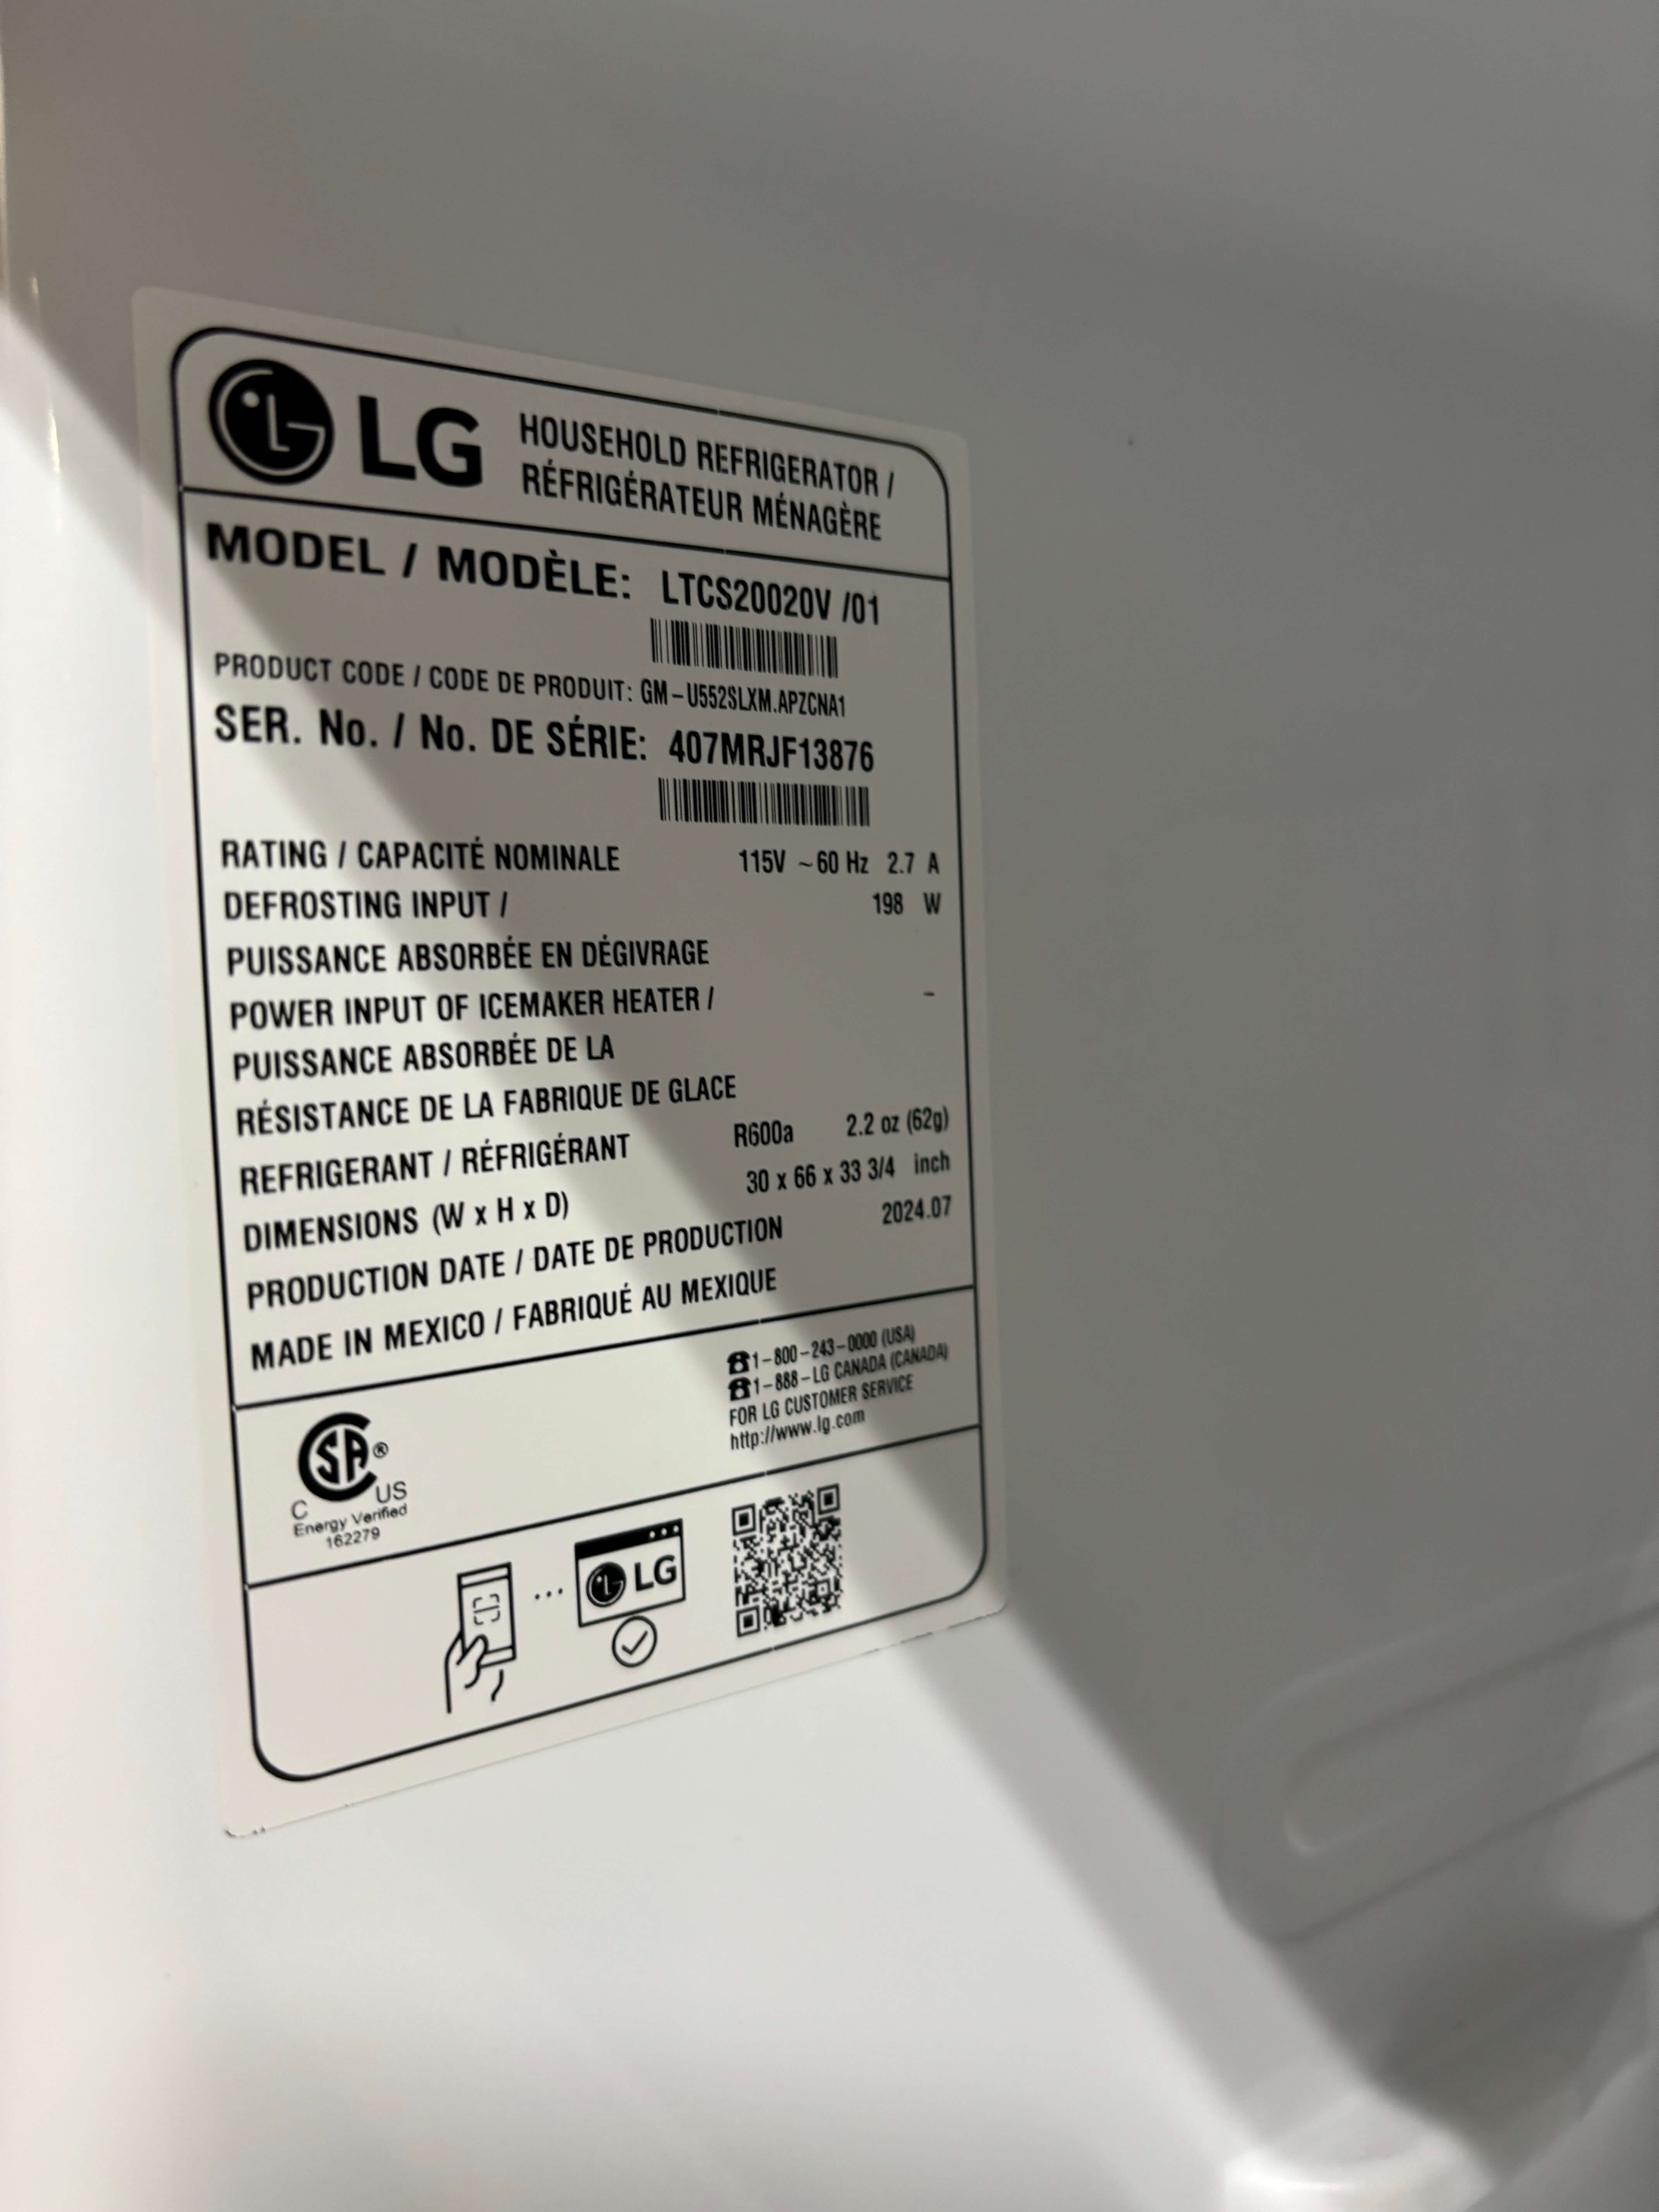 LG
HOUSEHOLD REFRIGERATOR /
RÉFRIGÉRATEUR MÉNAGÈRE
MODEL / MODÈLE: LTCS20020V /01
PRODUCT CODE / CODE DE PRODUIT: GM-U552SLXM.APZCNA1
SER. No. / No. DE SÉRIE: 407MRJF13876
RATING / CAPACITÉ NOMINALE 115V ~60 Hz 2.7 A
DEFROSTING INPUT / 198 W
PUISSANCE ABSORBÉE EN DÉGIVRAGE
POWER INPUT OF ICEMAKER HEATER / -
PUISSANCE ABSORBÉE DE LA
RÉSISTANCE DE LA FABRIQUE DE GLACE
REFRIGERANT / RÉFRIGÉRANT R600a 2.2 oz (62g)
DIMENSIONS (W x H x D) 30 x 66 x 33 3/4 inch
PRODUCTION DATE / DATE DE PRODUCTION 2024.07
MADE IN MEXICO / FABRIQUÉ AU MEXIQUE
☎1-800-243-0000 (USA)
☎1-888-LG CANADA (CANADA)
FOR LG CUSTOMER SERVICE
http://www.lg.com
SA®
C US
Energy Verified
162279
LG